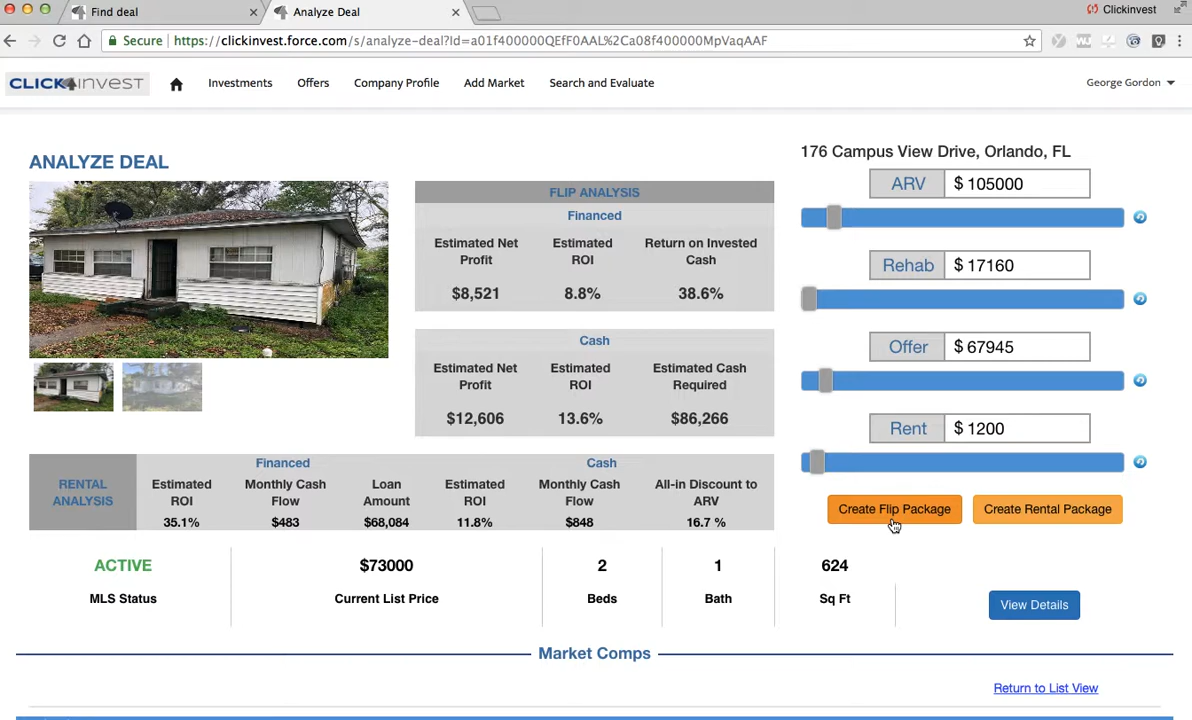 Find deal
Analyze Deal
Clickinvest
Secure
https://clickinvest.force.com/s/analyze-deal?Id=a01f400000QEfF0AAL%2Ca08f400000MpVaqAAF
CLICK INVEST
Investments
Offers
Company Profile
Add Market
Search and Evaluate
George Gordon
ANALYZE DEAL
176 Campus View Drive, Orlando, FL
FLIP ANALYSIS
Financed
Estimated Net Profit
Estimated ROI
Return on Invested Cash
$8,521
8.8%
38.6%
Cash
Estimated Net Profit
Estimated ROI
Estimated Cash Required
$12,606
13.6%
$86,266
ARV
$ 105000
Rehab
$ 17160
Offer
$ 67945
Rent
$ 1200
RENTAL ANALYSIS
Financed
Cash
Estimated ROI
Monthly Cash Flow
Loan Amount
Estimated ROI
Monthly Cash Flow
All-in Discount to ARV
35.1%
$483
$68,084
11.8%
$848
16.7 %
Create Flip Package
Create Rental Package
ACTIVE
$73000
2
1
624
MLS Status
Current List Price
Beds
Bath
Sq Ft
View Details
Market Comps
Return to List View